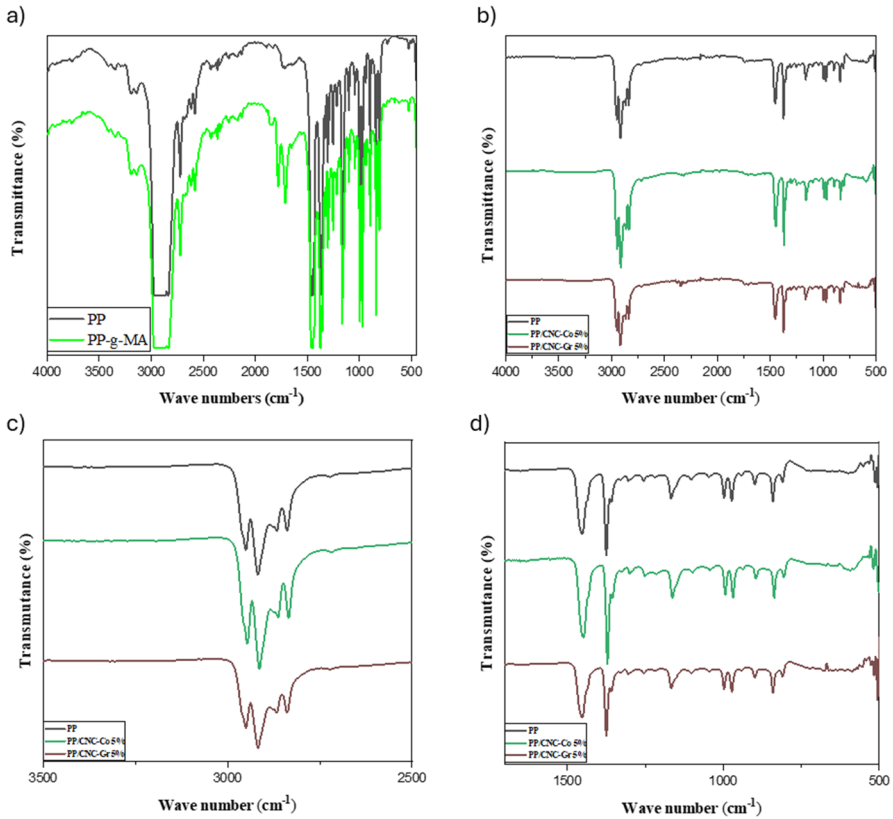 a)
Transmittance (%)
PP
PP-g-MA
4000 3500 3000 2500 2000 1500 1000 500
Wave numbers (cm-1)
b)
Transmittance (%)
PP
PP/CNC-Co 5%
PP/CNC-Gr 5%
4000 3500 3000 2500 2000 1500 1000 500
Wave number (cm-1)
c)
Transmutance (%)
PP
PP/CNC-Co 5%
PP/CNC-Gr 5%
3500 3000 2500
Wave number (cm-1)
d)
Transmutance (%)
PP
PP/CNC-Co 5%
PP/CNC-Gr 5%
1500 1000 500
Wave number (cm-1)